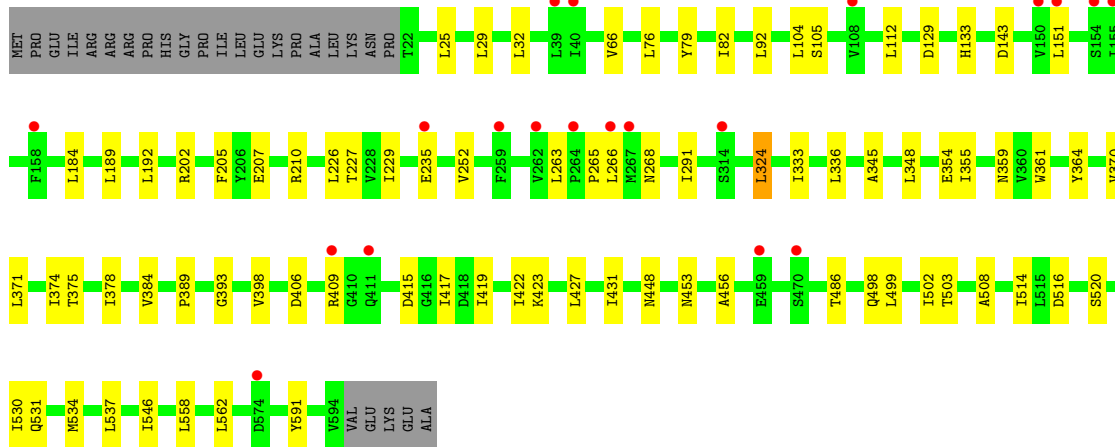 MET PRO GLU ILE ARG ARG ARG PRO HIS GLY PRO ILE LEU GLU LYS PRO ALA LEU LYS ASN PRO T22 L25 L29 L32 L39 I40 V66 L76 Y79 I82 L92 L104 S105 V108 L112 D129 H133 D143 V150 L151 S154 I155
F158 L184 L189 L192 R202 F205 Y206 E207 R210 L226 T227 V228 I229 E235 V252 F259 V262 L263 P264 P265 L266 M267 N268 I291 S314 L324 I333 L336 A345 L348 E354 I355 N359 V360 W361 Y364 V370
L371 I374 T375 I378 V384 P389 G393 V398 D406 R409 G410 Q411 D415 G416 I417 D418 I419 I422 K423 L427 I431 N448 N453 A456 E459 S470 T486 Q498 L499 I502 T503 A508 I514 L515 D516 S520
I530 Q531 M534 L537 I546 L558 L562 D574 Y591 V594 VAL GLU LYS GLU ALA